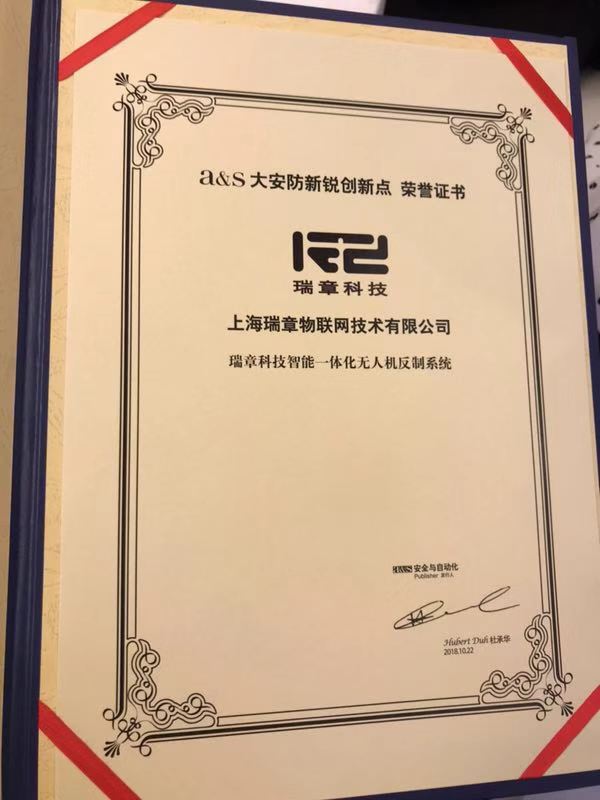 a&S 大安防新锐创新点 荣誉证书
瑞章科技
上海瑞章物联网技术有限公司
瑞章科技智能一体化无人机反制系统
a&S 安全与自动化
Publisher 发行人
Hubert Duh 杜承华
2018.10.22